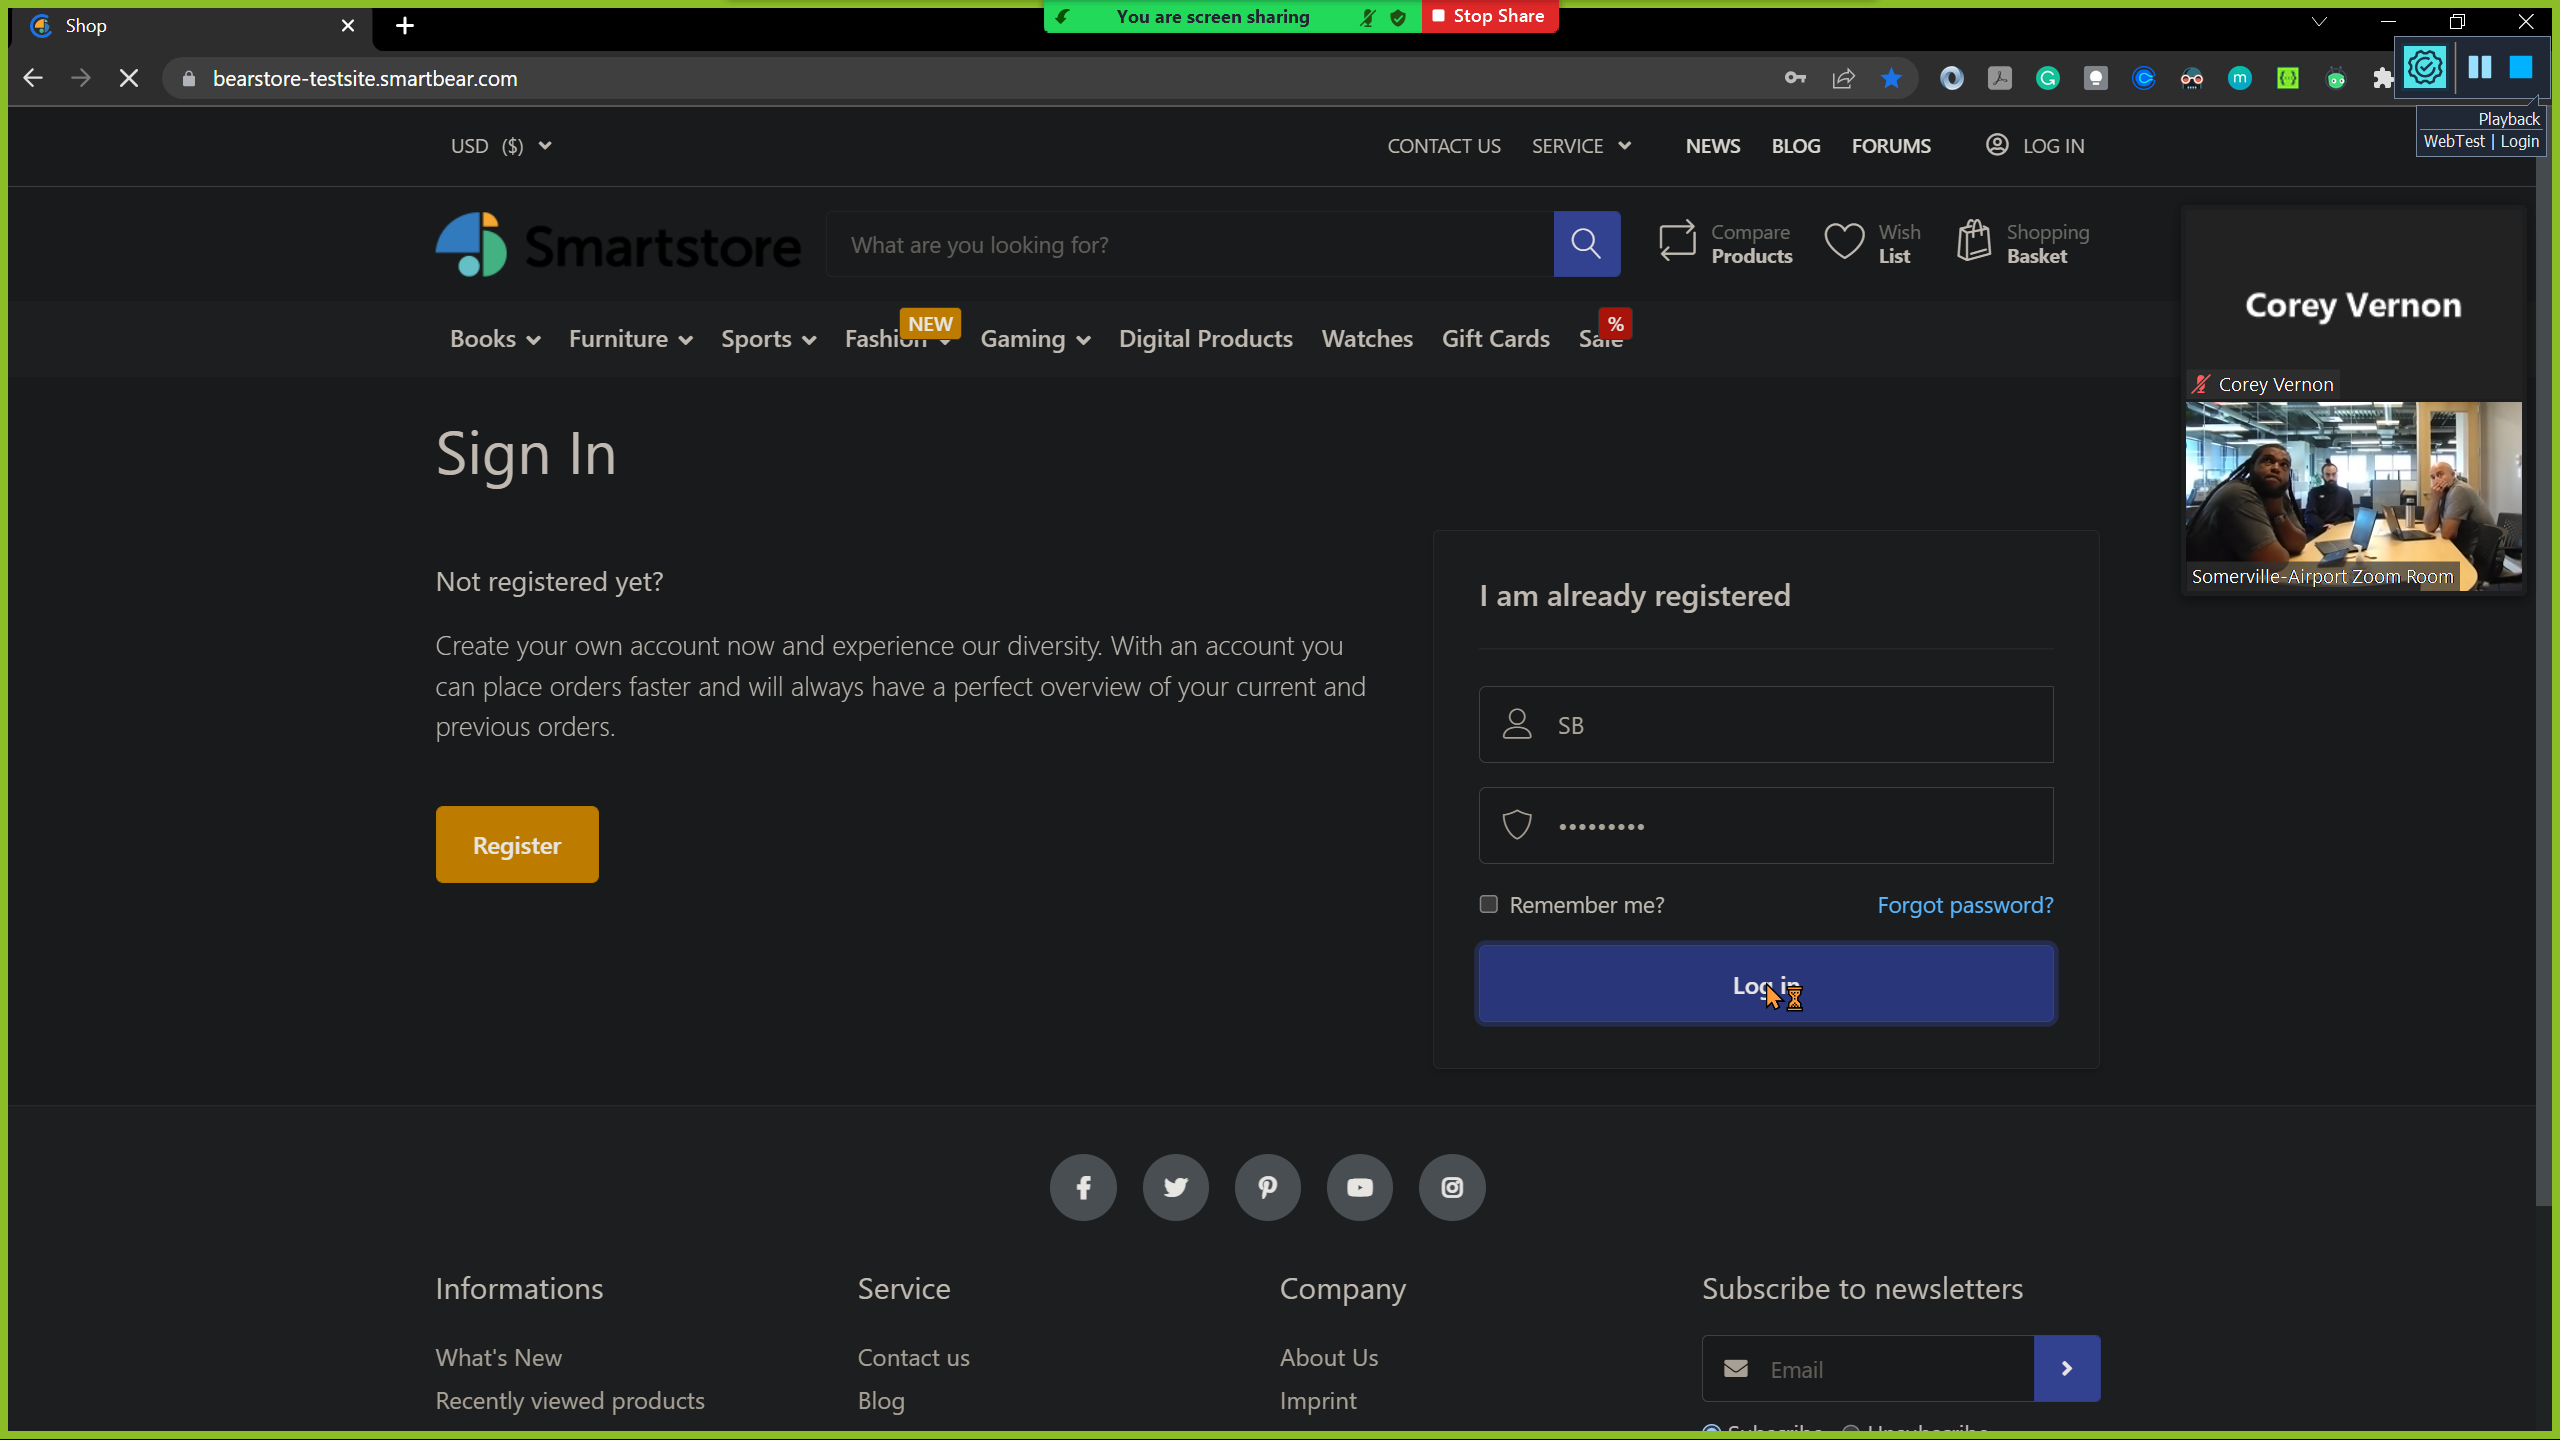 Shop
You are screen sharing
Stop Share
bearstore-testsite.smartbear.com
Playback
WebTest | Login
USD ($)
CONTACT US
SERVICE
NEWS
BLOG
FORUMS
LOG IN
Smartstore
What are you looking for?
Compare
Products
Wish
List
Shopping
Basket
Books
Furniture
Sports
Fashion
NEW
Gaming
Digital Products
Watches
Gift Cards
Sale
%
Corey Vernon
Corey Vernon
Somerville-Airport Zoom Room
Sign In
Not registered yet?
Create your own account now and experience our diversity. With an account you
can place orders faster and will always have a perfect overview of your current and
previous orders.
Register
I am already registered
SB
•••••••••
Remember me?
Forgot password?
Log in
Informations
What's New
Recently viewed products
Service
Contact us
Blog
Company
About Us
Imprint
Subscribe to newsletters
Email
Subscribe
Unsubscribe